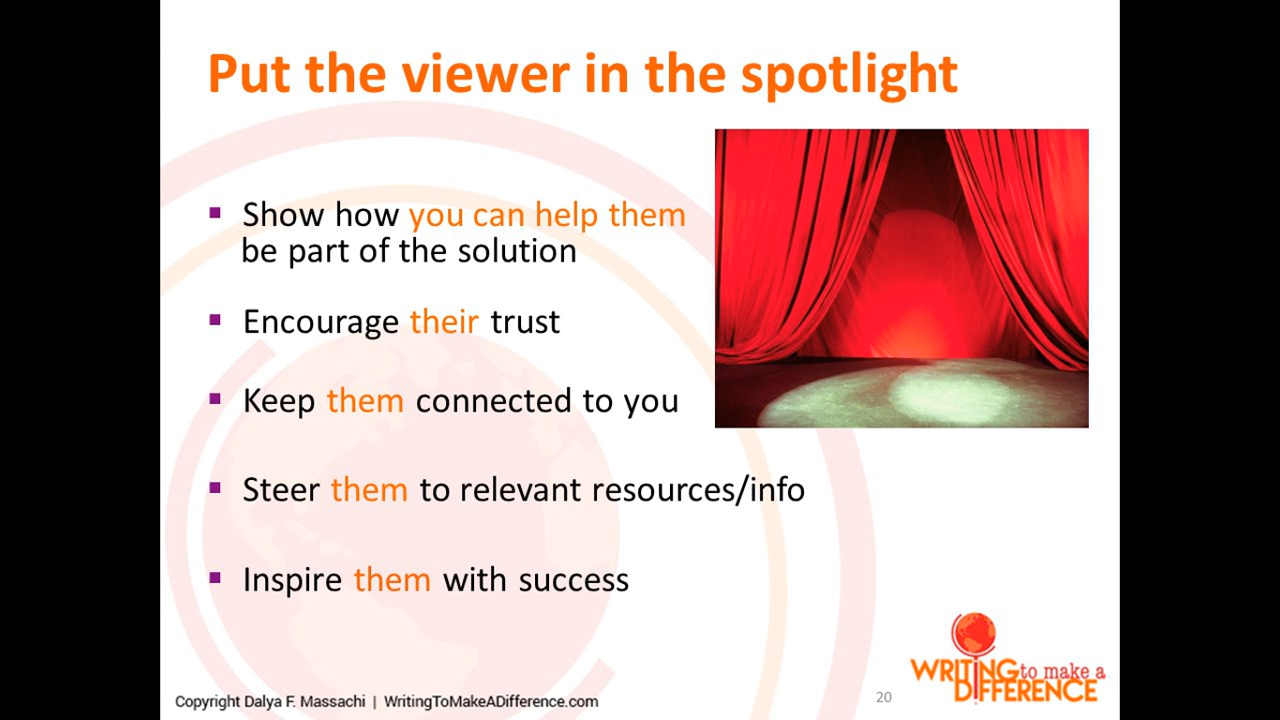 Put the viewer in the spotlight
Show how you can help them
be part of the solution
Encourage their trust
Keep them connected to you
Steer them to relevant resources/info
Inspire them with success
WRITING to make a
DIFFERENCE
Copyright Dalya F. Massachi | WritingToMakeADifference.com
20